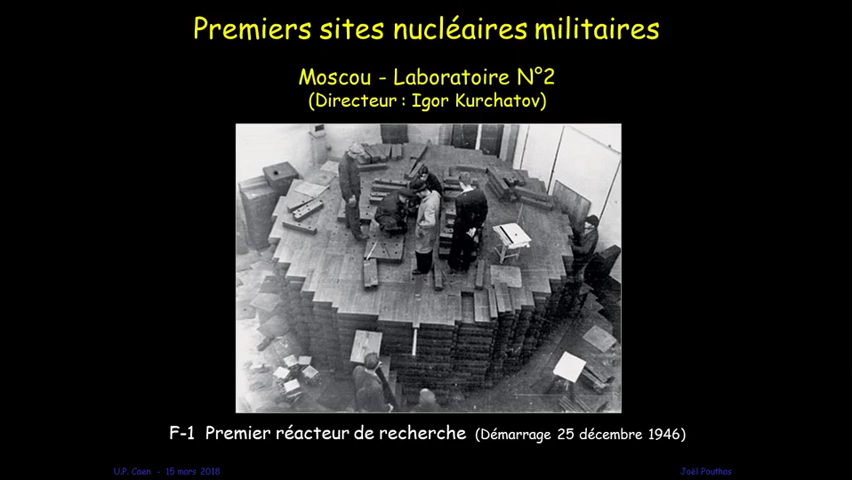 Premiers sites nucléaires militaires
Moscou - Laboratoire N°2
(Directeur : Igor Kurchatov)
F-1 Premier réacteur de recherche (Démarrage 25 décembre 1946)
U.P. Caen - 15 mars 2018 Joël Pouthas